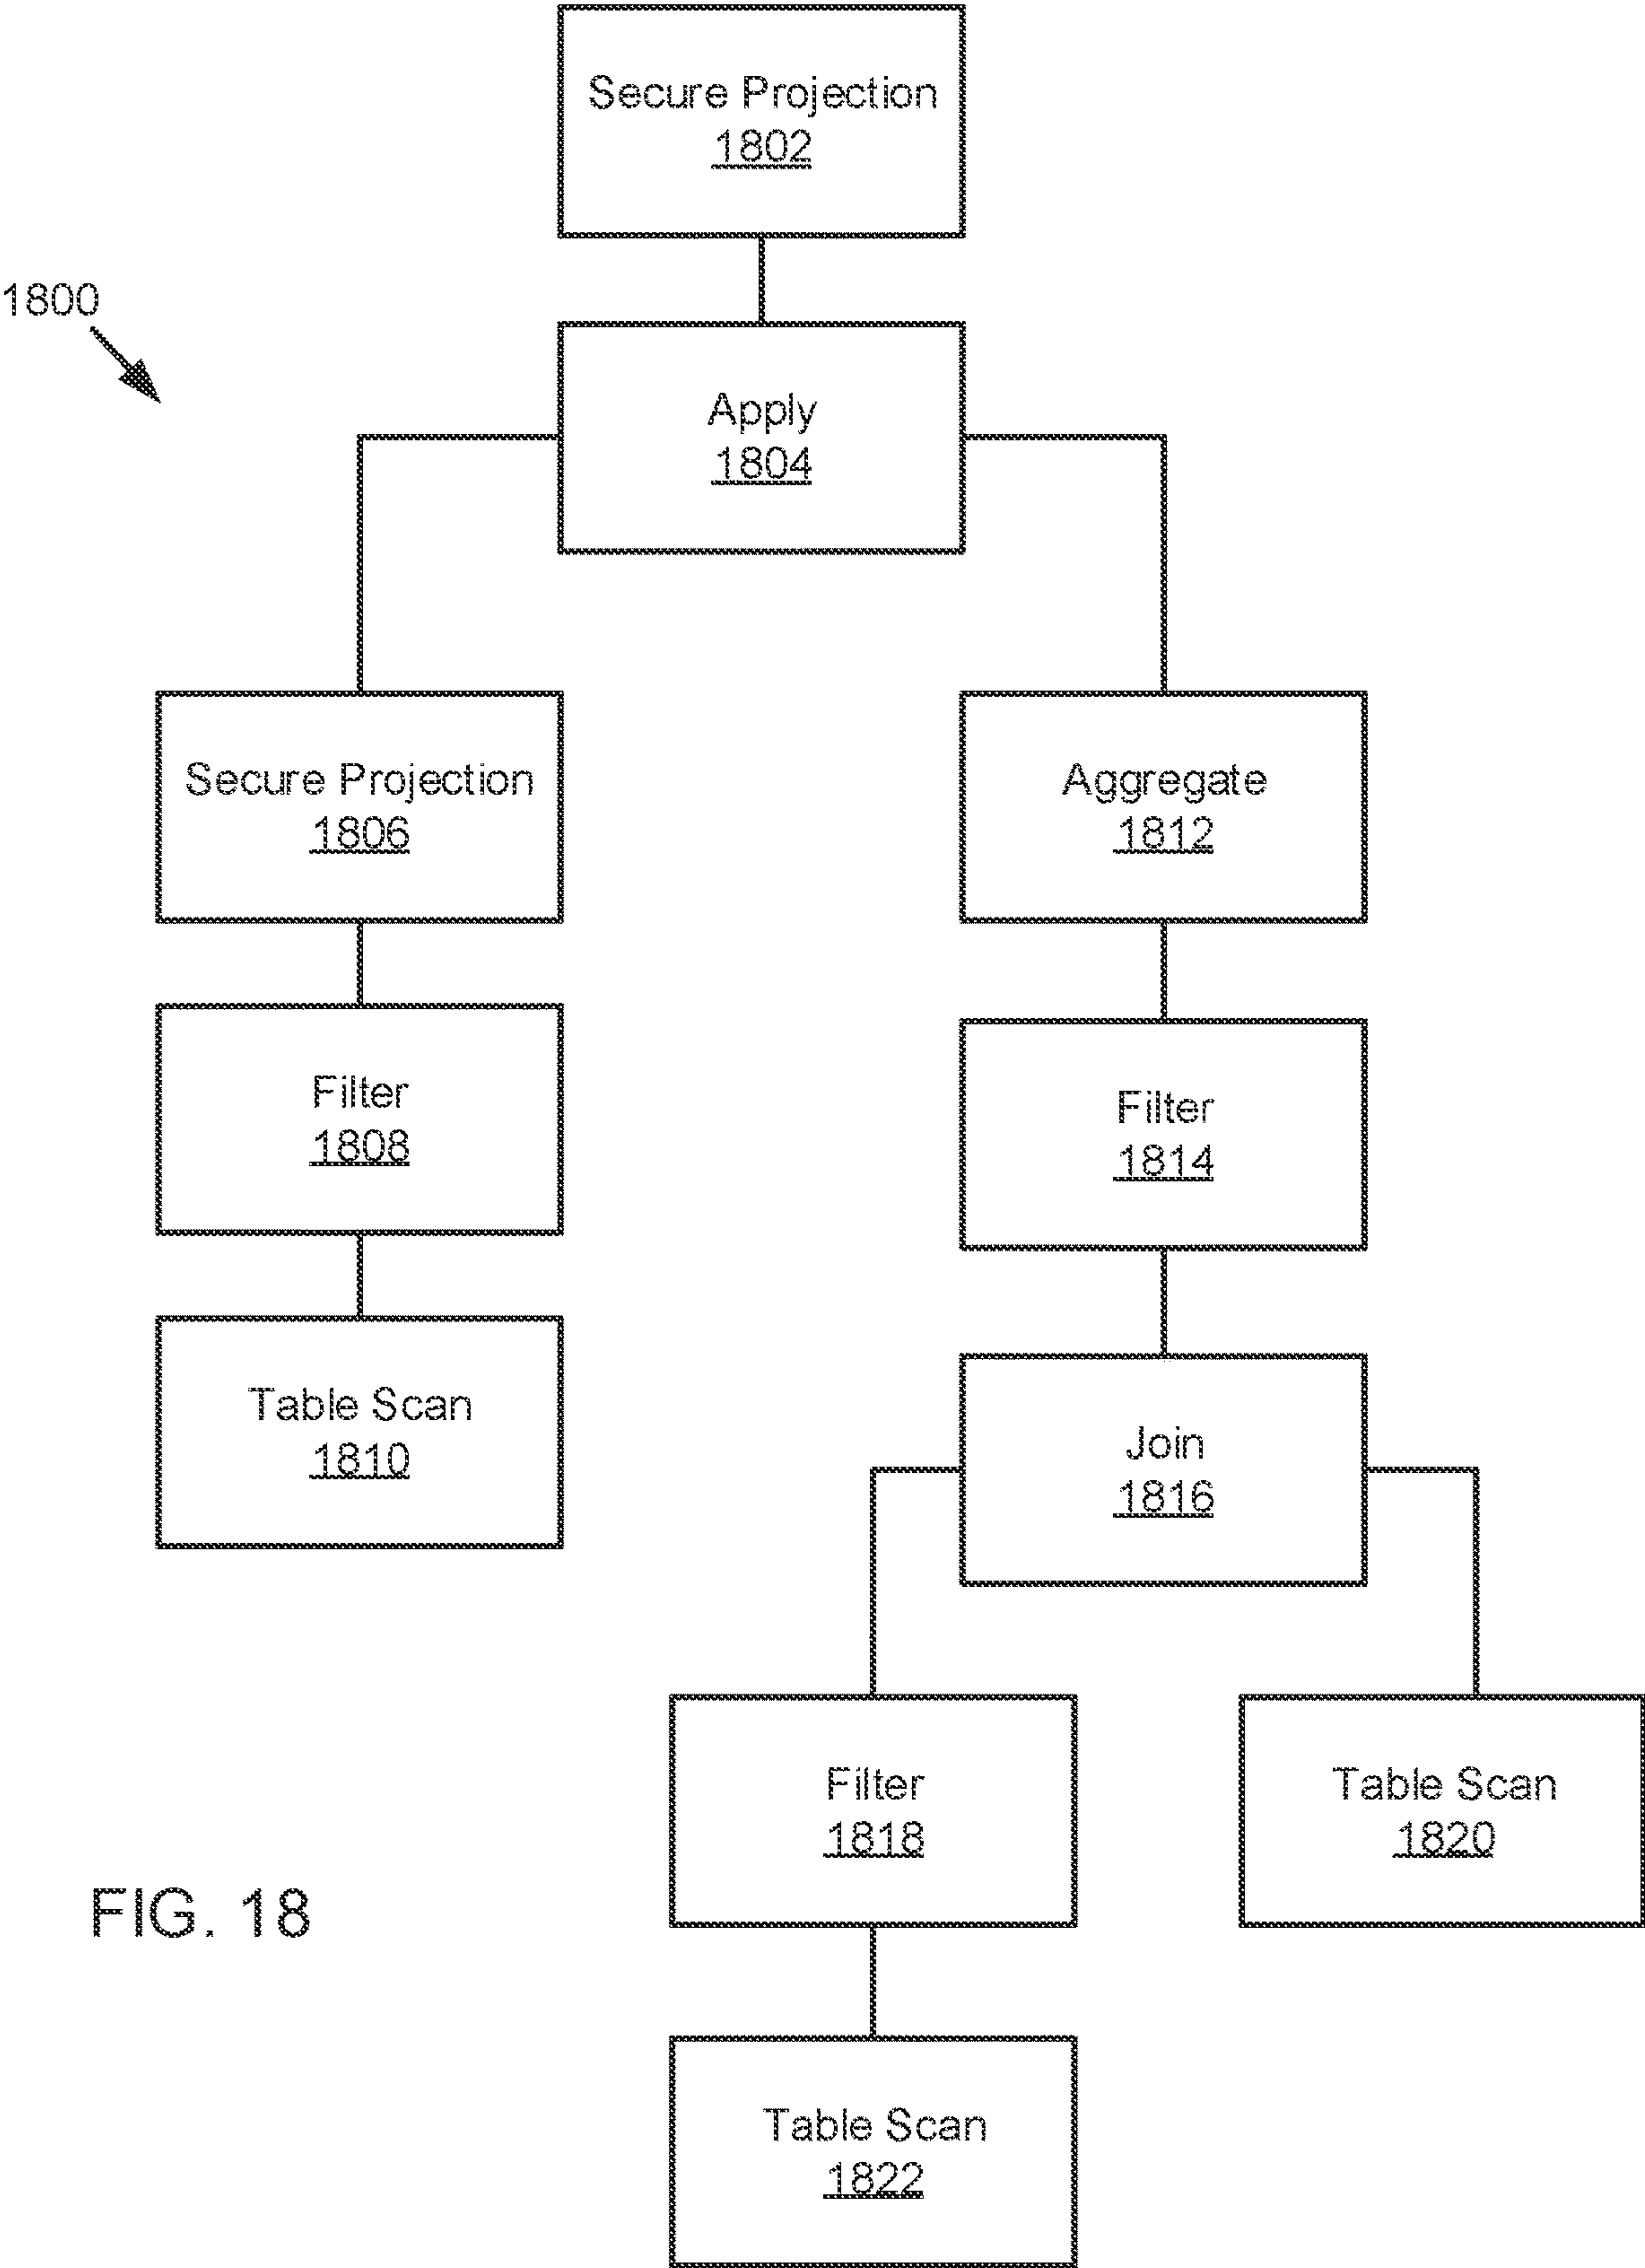 Secure Projection
1802
1800
Apply
1804
Secure Projection
1806
Aggregate
1812
Filter
1808
Filter
1814
Table Scan
1810
Join
1816
Filter
1818
Table Scan
1820
FIG. 18
Table Scan
1822